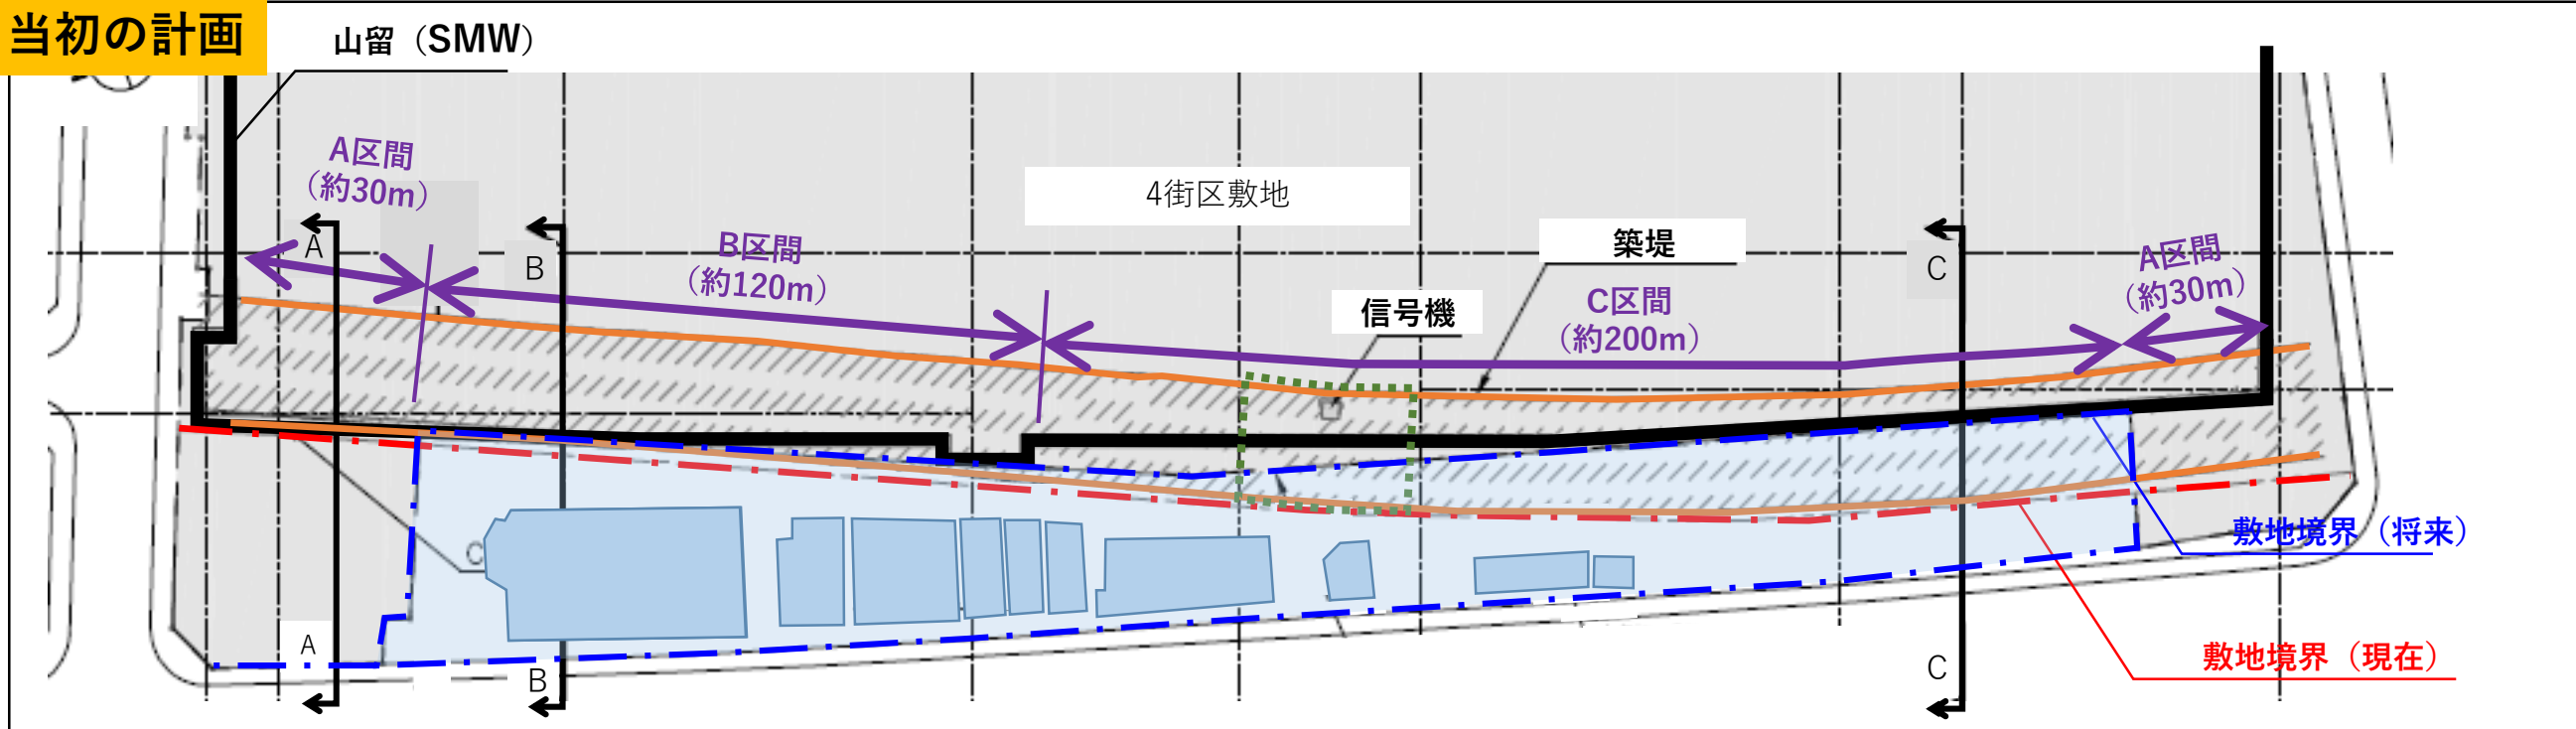 当初の計画
山留（SMW）
A区間
（約30m）
B区間
（約120m）
4街区敷地
築堤
信号機
C区間
（約200m）
A区間
（約30m）
A
B
C
C
敷地境界（将来）
敷地境界（現在）
A
B
C